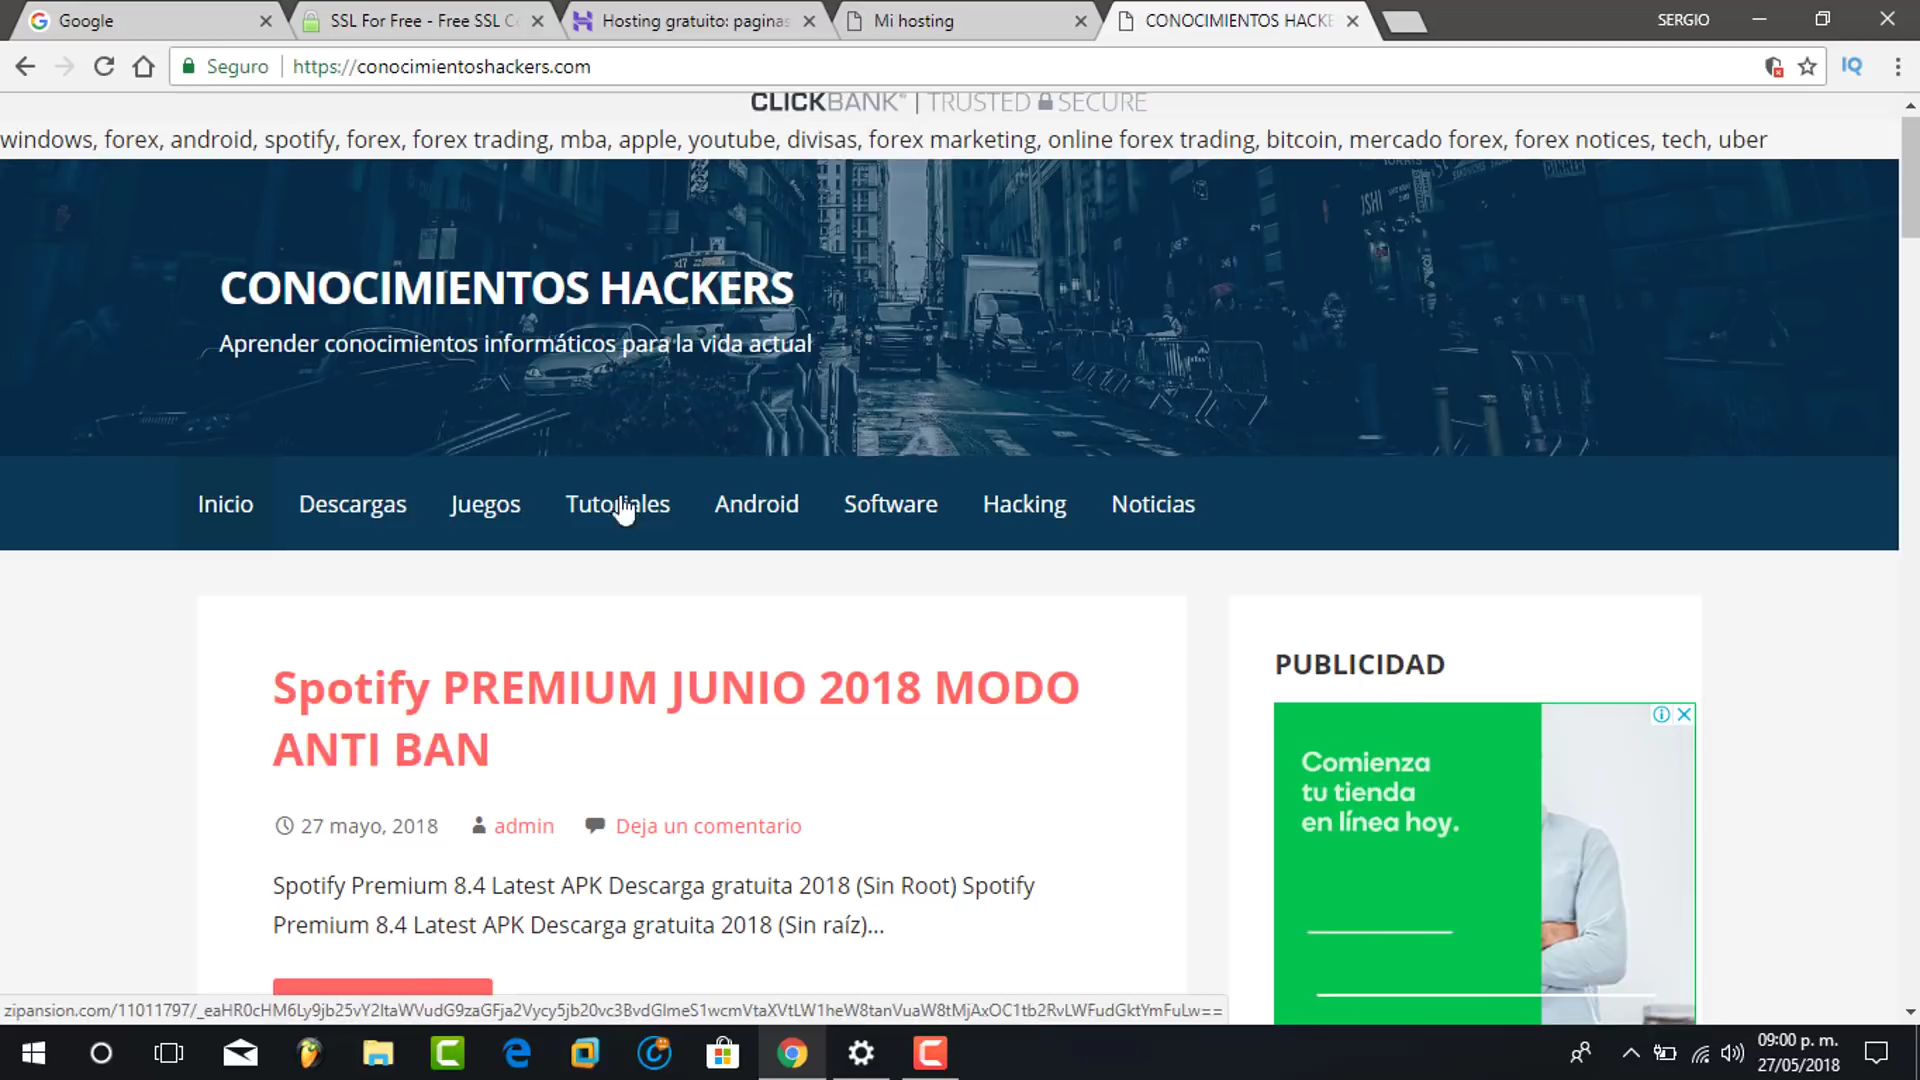 Google
SSL For Free - Free SSL C
Hosting gratuito: paginas
Mi hosting
CONOCIMIENTOS HACKE
SERGIO
Seguro
https://conocimientoshackers.com
IQ
CLICKBANK | TRUSTED SECURE
windows, forex, android, spotify, forex, forex trading, mba, apple, youtube, divisas, forex marketing, online forex trading, bitcoin, mercado forex, forex notices, tech, uber
CONOCIMIENTOS HACKERS
Aprender conocimientos informáticos para la vida actual
Inicio Descargas Juegos Tutoriales Android Software Hacking Noticias
Spotify PREMIUM JUNIO 2018 MODO
ANTI BAN
27 mayo, 2018 admin Deja un comentario
Spotify Premium 8.4 Latest APK Descarga gratuita 2018 (Sin Root) Spotify
Premium 8.4 Latest APK Descarga gratuita 2018 (Sin raíz)...
PUBLICIDAD
Comienza
tu tienda
en línea hoy.
09:00 p. m.
27/05/2018